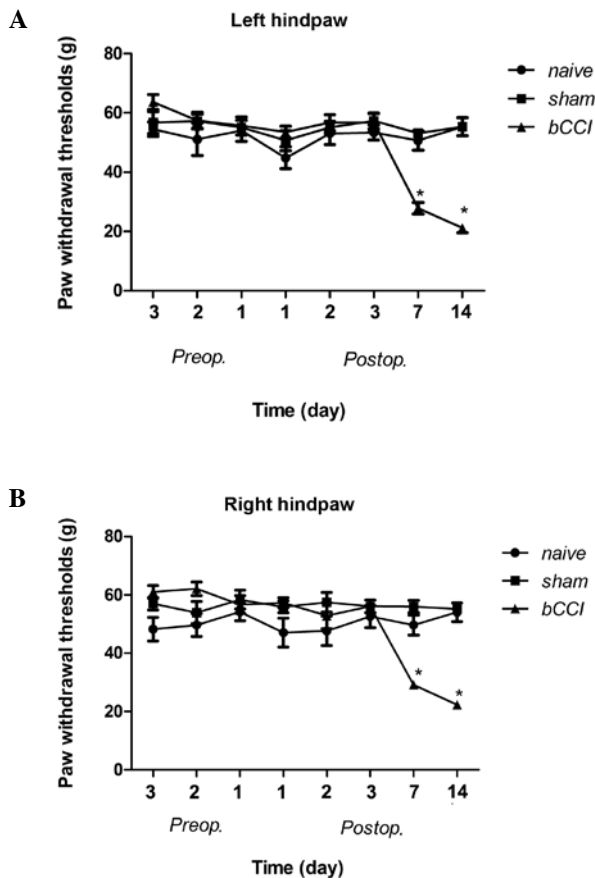 A
Left hindpaw
Paw withdrawal thresholds (g)
80
60
40
20
0
naive
sham
bCCI
*
*
3 2 1 1 2 3 7 14
Preop. Postop.
Time (day)
B
Right hindpaw
Paw withdrawal thresholds (g)
80
60
40
20
0
naive
sham
bCCI
*
*
3 2 1 1 2 3 7 14
Preop. Postop.
Time (day)